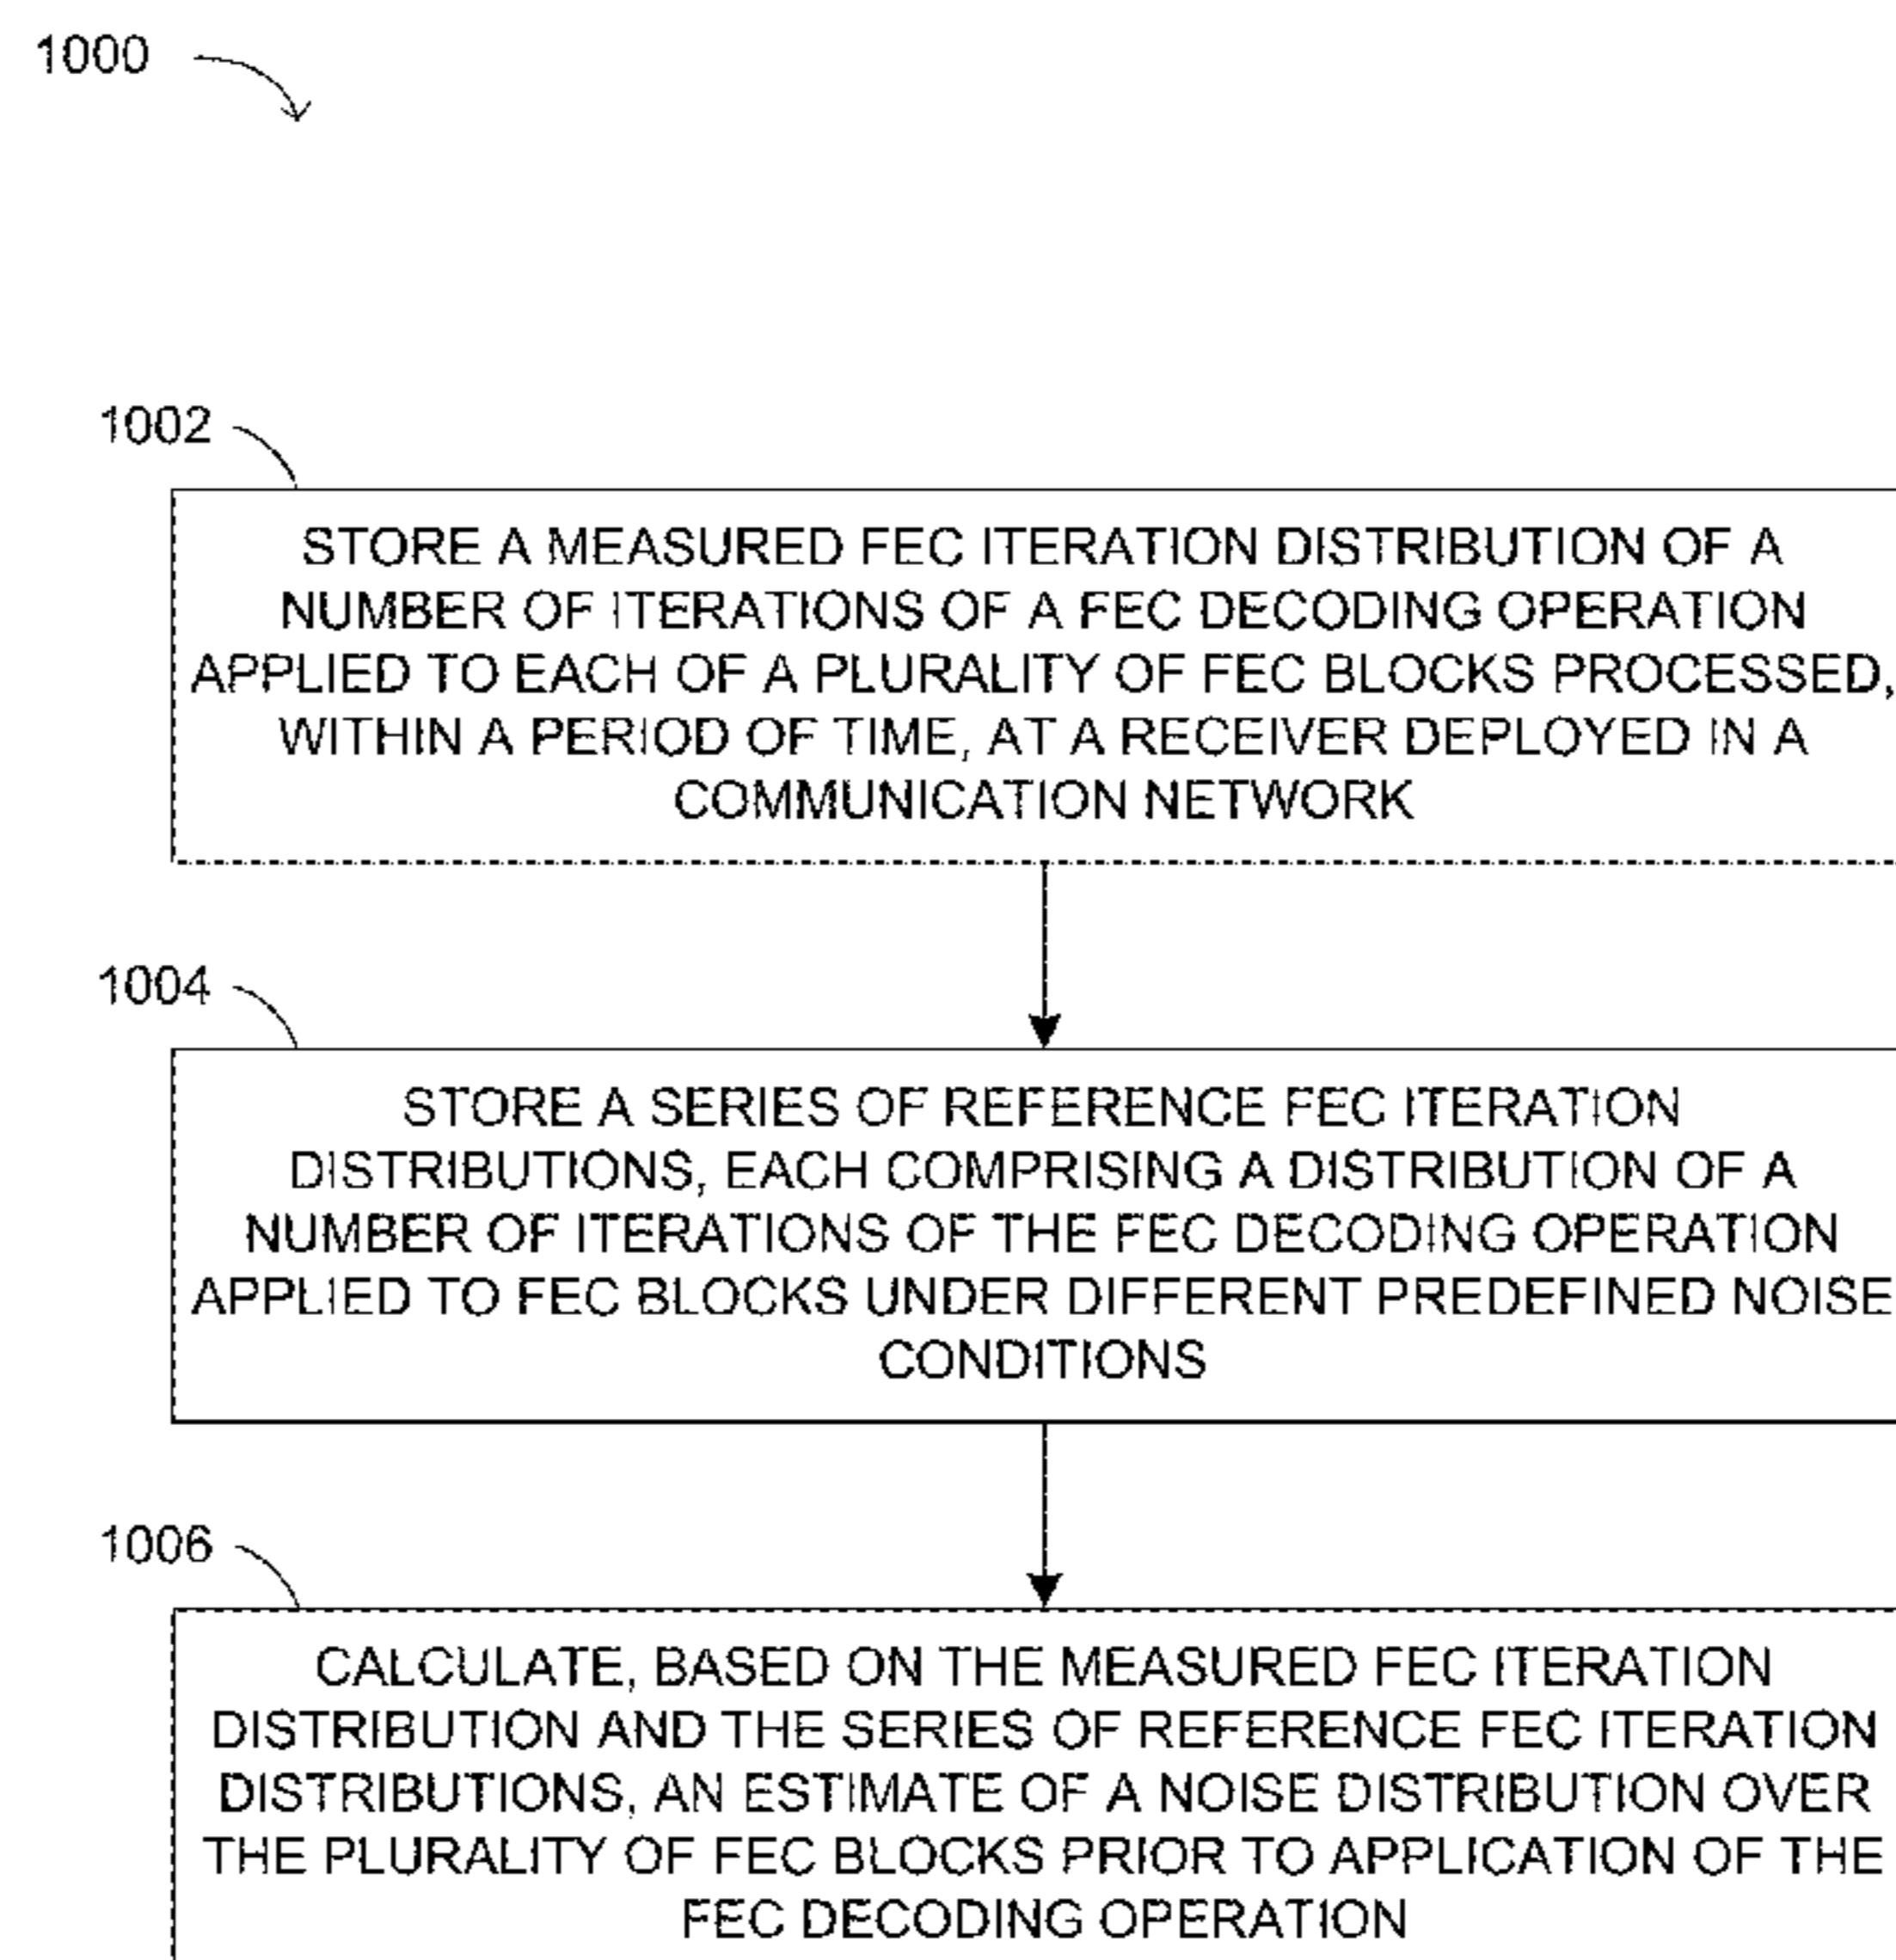 1000
1002
STORE A MEASURED FEC ITERATION DISTRIBUTION OF A
NUMBER OF ITERATIONS OF A FEC DECODING OPERATION
APPLIED TO EACH OF A PLURALITY OF FEC BLOCKS PROCESSED,
WITHIN A PERIOD OF TIME, AT A RECEIVER DEPLOYED IN A
COMMUNICATION NETWORK
1004
STORE A SERIES OF REFERENCE FEC ITERATION
DISTRIBUTIONS, EACH COMPRISING A DISTRIBUTION OF A
NUMBER OF ITERATIONS OF THE FEC DECODING OPERATION
APPLIED TO FEC BLOCKS UNDER DIFFERENT PREDEFINED NOISE
CONDITIONS
1006
CALCULATE, BASED ON THE MEASURED FEC ITERATION
DISTRIBUTION AND THE SERIES OF REFERENCE FEC ITERATION
DISTRIBUTIONS, AN ESTIMATE OF A NOISE DISTRIBUTION OVER
THE PLURALITY OF FEC BLOCKS PRIOR TO APPLICATION OF THE
FEC DECODING OPERATION